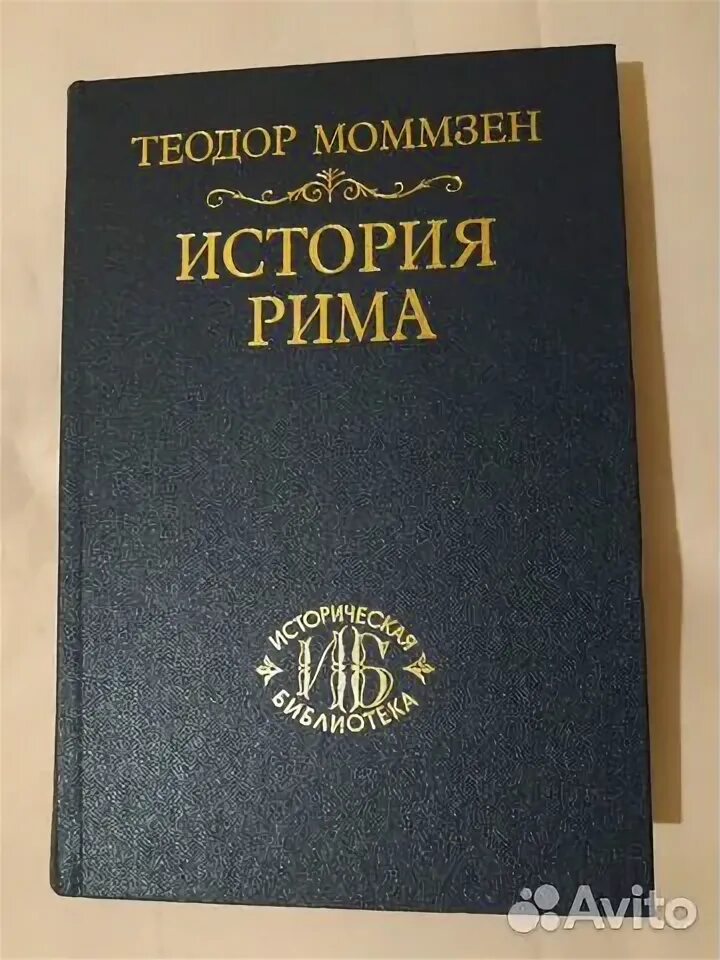 ТЕОДОР МОММЗЕН
ИСТОРИЯ
РИМА
ИСТОРИЧЕСКАЯ
ИБ
БИБЛИОТЕКА
Avito